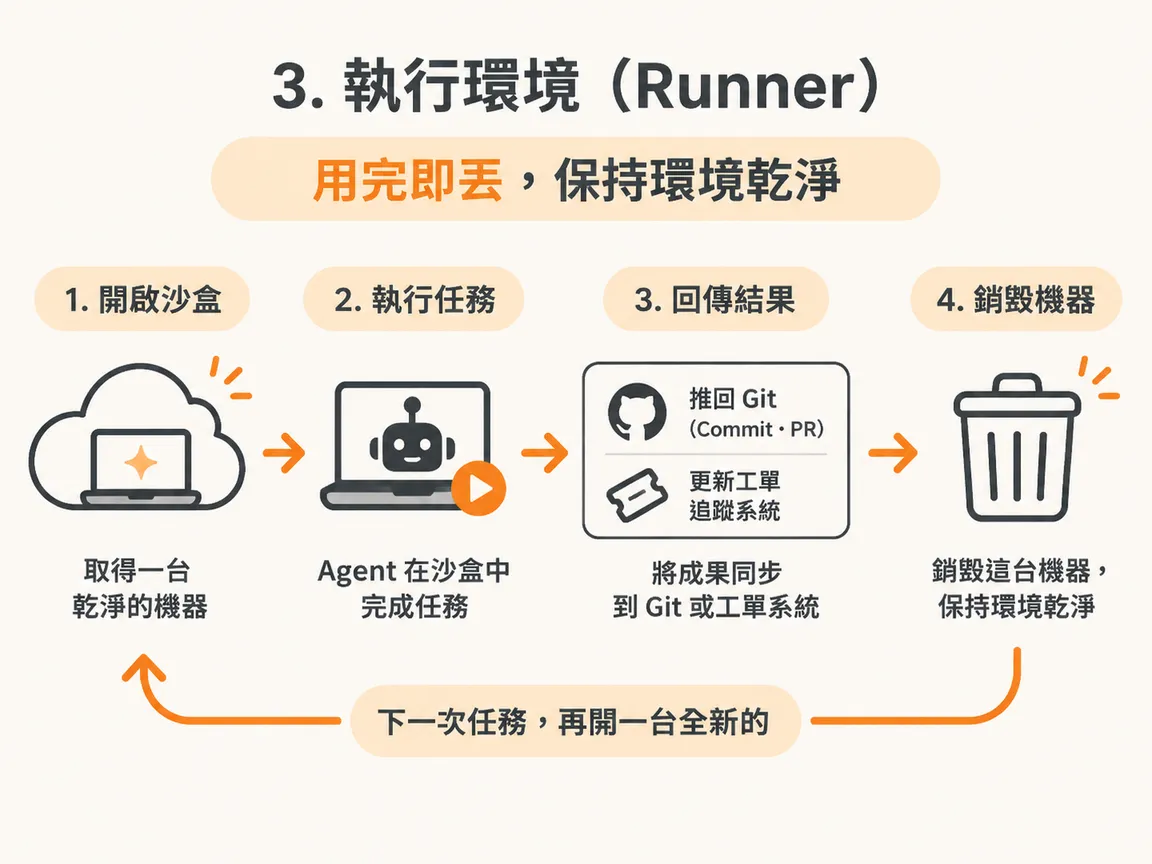 3. 執行環境（Runner）
用完即丟，保持環境乾淨
1. 開啟沙盒
2. 執行任務
3. 回傳結果
4. 銷毀機器
推回 Git
（Commit・PR）
更新工單
追蹤系統
取得一台
乾淨的機器
Agent 在沙盒中
完成任務
將成果同步
到 Git 或工單系統
銷毀這台機器，
保持環境乾淨
下一次任務，再開一台全新的